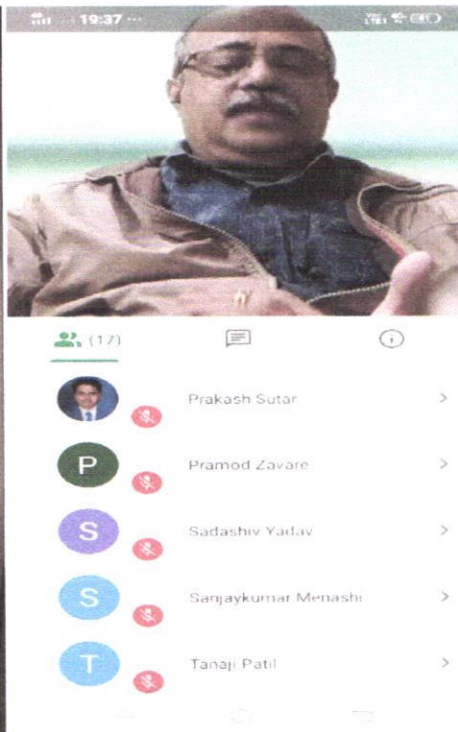 19:37 ...
(17)
Prakash Sutar
P
Pramod Zavare
S
Sadashiv Yadav
S
Sanjaykumar Menashi
T
Tanaji Patil